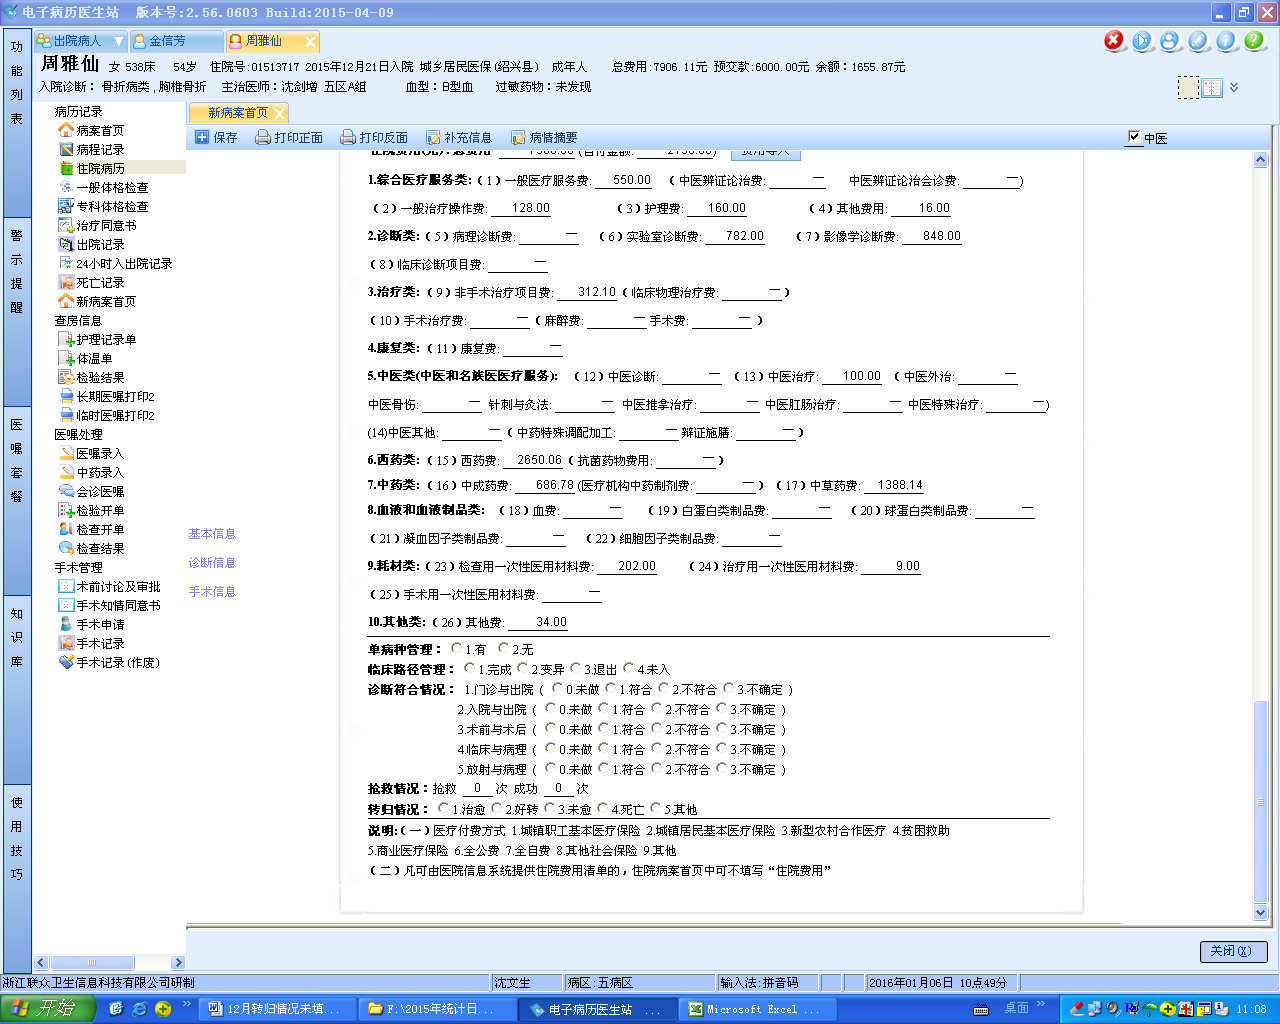 电子病历医生站 版本号:2.56.0603 Build:2015-04-09
出院病人 金信芳 周雅仙
周雅仙 女 538床 54岁 住院号:01513717 2015年12月21日入院 城乡居民医保(绍兴县) 成年人 总费用:7906.11元 预交款:6000.00元 余额:1655.87元
入院诊断: 骨折病类,胸椎骨折 主治医师:沈剑增 五区A组 血型:B型血 过敏药物:未发现
功能列表
警示提醒
医嘱套餐
知识库
使用技巧
病历记录
病案首页
病程记录
住院病历
一般体格检查
专科体格检查
治疗同意书
出院记录
24小时入出院记录
死亡记录
新病案首页
查房信息
护理记录单
体温单
检验结果
长期医嘱打印2
临时医嘱打印2
医嘱处理
医嘱录入
中药录入
会诊医嘱
检验开单
检查开单
检查结果
手术管理
术前讨论及审批
手术知情同意书
手术申请
手术记录
手术记录(作废)
新病案首页
保存 打印正面 打印反面 补充信息 病情摘要 中医
基本信息
诊断信息
手术信息
1.综合医疗服务类:(1)一般医疗服务费: 550.00 (中医辨证论治费: — 中医辨证论治会诊费: —)
(2)一般治疗操作费: 128.00 (3)护理费: 160.00 (4)其他费用: 16.00
2.诊断类:(5)病理诊断费: — (6)实验室诊断费: 782.00 (7)影像学诊断费: 848.00
(8)临床诊断项目费: —
3.治疗类:(9)非手术治疗项目费: 312.10 (临床物理治疗费: —)
(10)手术治疗费: — (麻醉费: — 手术费: —)
4.康复类:(11)康复费: —
5.中医类(中医和名族医医疗服务): (12)中医诊断: — (13)中医治疗: 100.00 (中医外治: —
中医骨伤: — 针刺与灸法: — 中医推拿治疗: — 中医肛肠治疗: — 中医特殊治疗: —)
(14)中医其他: — (中药特殊调配加工: — 辩证施膳: —)
6.西药类:(15)西药费: 2650.06 (抗菌药物费用: —)
7.中药类:(16)中成药费: 686.78 (医疗机构中药制剂费: —) (17)中草药费: 1388.14
8.血液和血液制品类: (18)血费: — (19)白蛋白类制品费: — (20)球蛋白类制品费: —
(21)凝血因子类制品费: — (22)细胞因子类制品费: —
9.耗材类:(23)检查用一次性医用材料费: 202.00 (24)治疗用一次性医用材料费: 9.00
(25)手术用一次性医用材料费: —
10.其他类:(26)其他费: 34.00
单病种管理: 1.有 2.无
临床路径管理: 1.完成 2.变异 3.退出 4.未入
诊断符合情况: 1.门诊与出院 ( 0.未做 1.符合 2.不符合 3.不确定 )
2.入院与出院 ( 0.未做 1.符合 2.不符合 3.不确定 )
3.术前与术后 ( 0.未做 1.符合 2.不符合 3.不确定 )
4.临床与病理 ( 0.未做 1.符合 2.不符合 3.不确定 )
5.放射与病理 ( 0.未做 1.符合 2.不符合 3.不确定 )
抢救情况:抢救 0 次 成功 0 次
转归情况: 1.治愈 2.好转 3.未愈 4.死亡 5.其他
说明:(一)医疗付费方式 1.城镇职工基本医疗保险 2.城镇居民基本医疗保险 3.新型农村合作医疗 4.贫困救助
5.商业医疗保险 6.全公费 7.全自费 8.其他社会保险 9.其他
(二)凡可由医院信息系统提供住院费用清单的,住院病案首页中可不填写“住院费用”
关闭(X)
浙江联众卫生信息科技有限公司研制 沈文生 病区:五病区 输入法:拼音码 2016年01月06日 10点49分
开始 12月转归情况未填... F:\2015年统计日... 电子病历医生站 ... Microsoft Excel ... 桌面 11:08